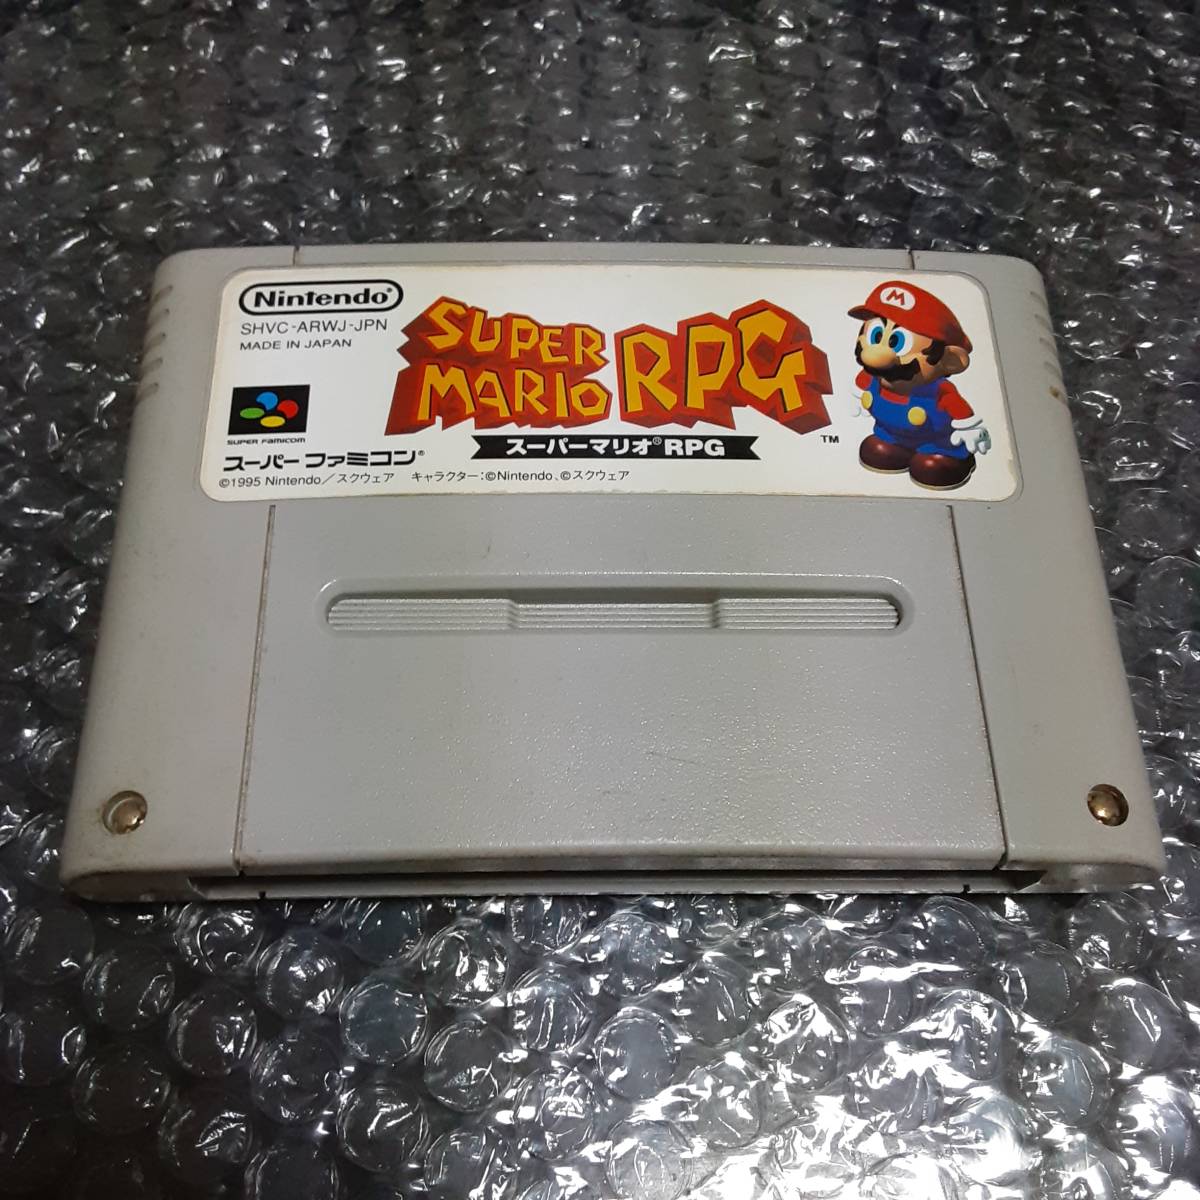 Nintendo®
SHVC-ARWJ-JPN
MADE IN JAPAN
SUPER FAMICOM
スーパーファミコン®
©1995 Nintendo/スクウェア キャラクター:©Nintendo、©スクウェア
SUPER
MARIO RPG
™
スーパーマリオ®RPG
M